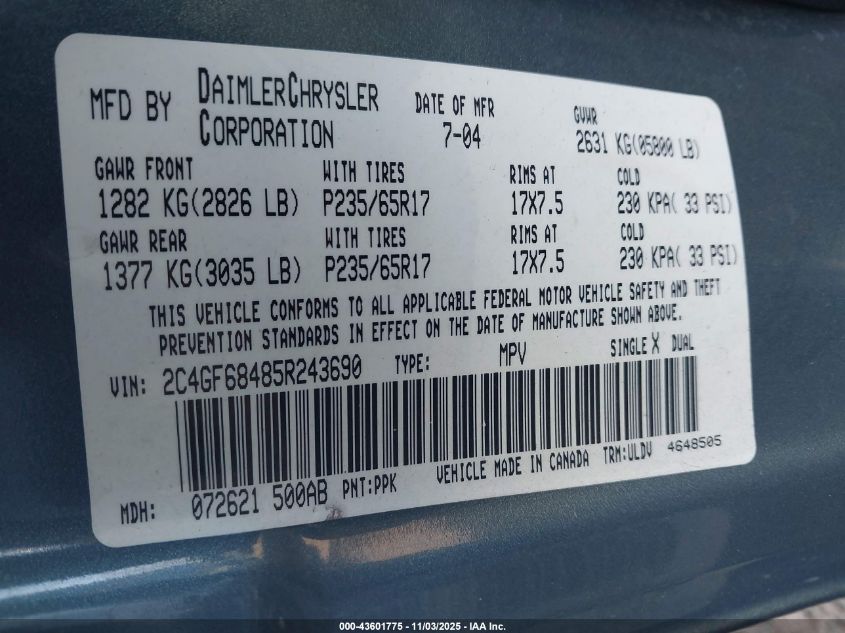 MFD BY DAIMLERCHRYSLER CORPORATION DATE OF MFR 7-04 GVWR 2631 KG(05800 LB)
GAWR FRONT WITH TIRES RIMS AT COLD
1282 KG(2826 LB) P235/65R17 17X7.5 230 KPA( 33 PSI)
GAWR REAR WITH TIRES RIMS AT COLD
1377 KG(3035 LB) P235/65R17 17X7.5 230 KPA( 33 PSI)
THIS VEHICLE CONFORMS TO ALL APPLICABLE FEDERAL MOTOR VEHICLE SAFETY AND THEFT
PREVENTION STANDARDS IN EFFECT ON THE DATE OF MANUFACTURE SHOWN ABOVE.
VIN: 2C4GF68485R243690 TYPE: MPV SINGLE X DUAL
MDH: 072621 500AB PNT:PPK VEHICLE MADE IN CANADA TRM:ULDV 4648505
000-43601775 - 11/03/2025 - IAA Inc.